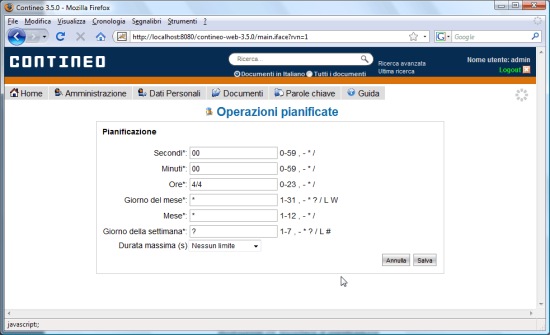 Contineo 3.5.0 - Mozilla Firefox
File Modifica Visualizza Cronologia Segnalibri Strumenti ?
http://localhost:8080/contineo-web-3.5.0/main.iface?rvn=1
Google
CONTINEO
Ricerca...
Ricerca avanzata
Nome utente: admin
Documenti in Italiano Tutti i documenti
Ultima ricerca
Logout
Home Amministrazione Dati Personali Documenti Parole chiave Guida
Operazioni pianificate
Pianificazione
Secondi*: 00 0-59 , - * /
Minuti*: 00 0-59 , - * /
Ore*: 4/4 0-23 , - * /
Giorno del mese*: * 1-31 , - * ? / L W
Mese*: * 1-12 , - * /
Giorno della settimana*: ? 1-7 , - * ? / L #
Durata massima (s) Nessun limite
Annulla Salva
javascript:;